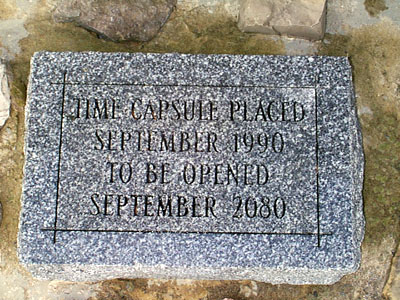 TIME CAPSULE PLACED
SEPTEMBER 1990
TO BE OPENED
SEPTEMBER 2080